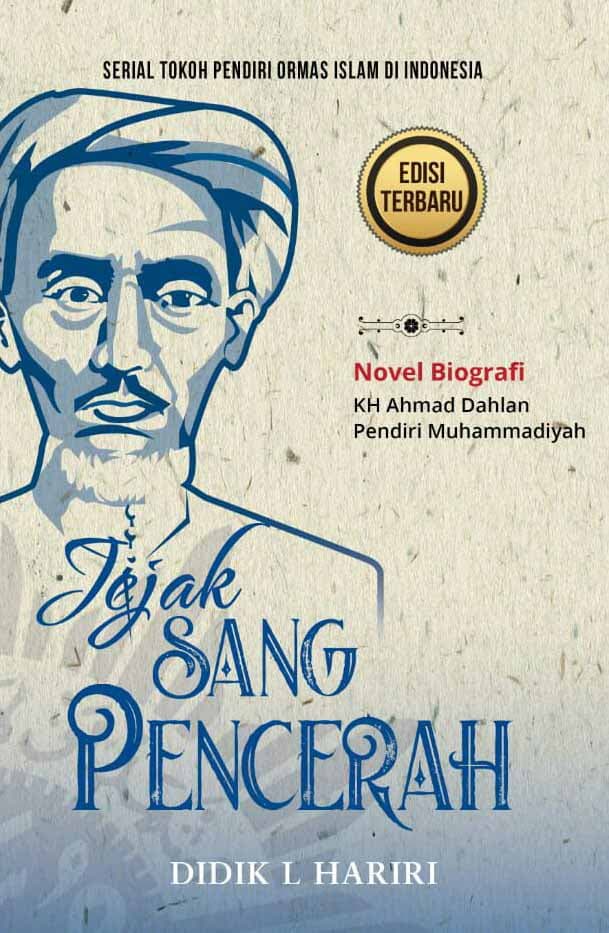 SERIAL TOKOH PENDIRI ORMAS ISLAM DI INDONESIA
EDISI
TERBARU
Novel Biografi
KH Ahmad Dahlan
Pendiri Muhammadiyah
Jejak
SANG
PENCERAH
DIDIK L HARIRI